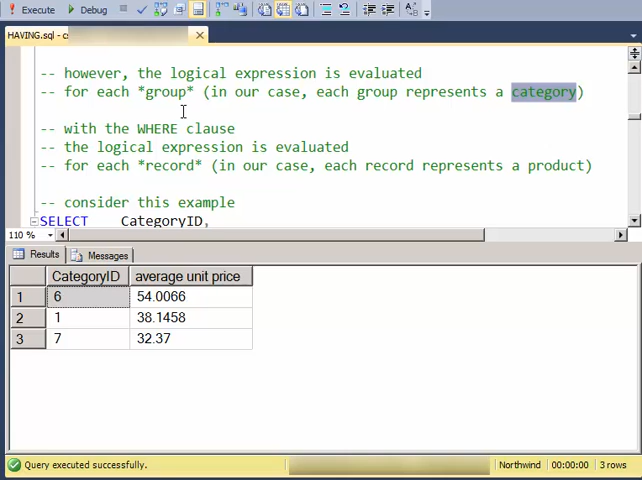 Execute Debug
HAVING.sql - cs
-- however, the logical expression is evaluated
-- for each *group* (in our case, each group represents a category)
-- with the WHERE clause
-- the logical expression is evaluated
-- for each *record* (in our case, each record represents a product)
-- consider this example
SELECT CategoryID,
110 %
Results Messages
CategoryID average unit price
1 6 54.0066
2 1 38.1458
3 7 32.37
Query executed successfully. Northwind 00:00:00 3 rows